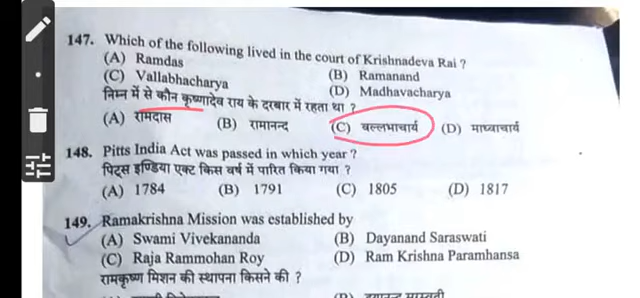 147. Which of the following lived in the court of Krishnadeva Rai ?
(A) Ramdas
(B) Ramanand
(C) Vallabhacharya
(D) Madhavacharya
निम्न में से कौन कृष्णदेव राय के दरबार में रहता था ?
(A) रामदास (B) रामानन्द (C) वल्लभाचार्य (D) माध्वाचार्य
148. Pitts India Act was passed in which year ?
पिट्स इण्डिया एक्ट किस वर्ष में पारित किया गया ?
(A) 1784 (B) 1791 (C) 1805 (D) 1817
149. Ramakrishna Mission was established by
(A) Swami Vivekananda (B) Dayanand Saraswati
(C) Raja Rammohan Roy (D) Ram Krishna Paramhansa
रामकृष्ण मिशन की स्थापना किसने की ?